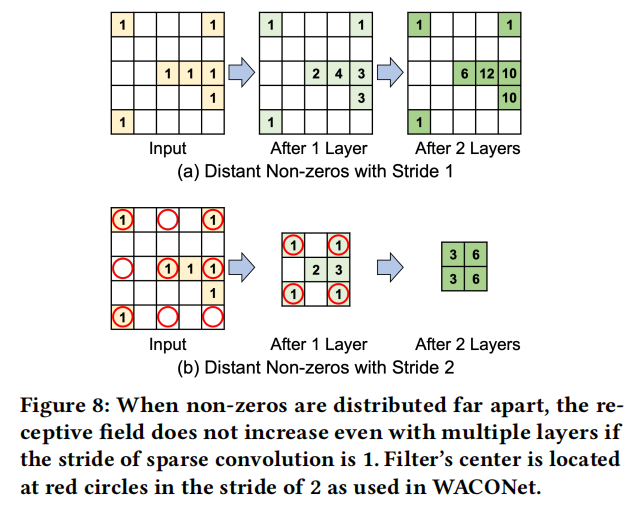 1 1
1 1 1 2 4 3 6 12 10
1 3 10
1 1 1
Input After 1 Layer After 2 Layers
(a) Distant Non-zeros with Stride 1
1 1
1 1
1 1 1 2 3 3 6
1 1 1 3 6
1
Input After 1 Layer After 2 Layers
(b) Distant Non-zeros with Stride 2
Figure 8: When non-zeros are distributed far apart, the re-
ceptive field does not increase even with multiple layers if
the stride of sparse convolution is 1. Filter's center is located
at red circles in the stride of 2 as used in WACONet.